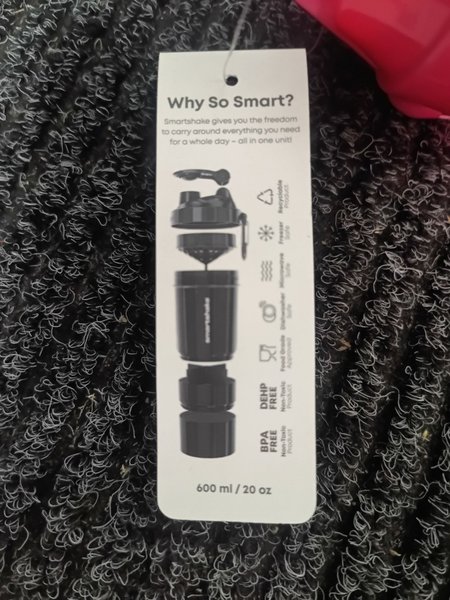 Why So Smart?
Smartshake gives you the freedom
to carry around everything you need
for a whole day – all in one unit!
Recyclable
Product
Freezer
Safe
Microwave
Safe
Dishwasher
Safe
Food Grade
Approved
DEHP
FREE
Non-Toxic
Product
BPA
FREE
Non-Toxic
Product
smartshake
600 ml / 20 oz